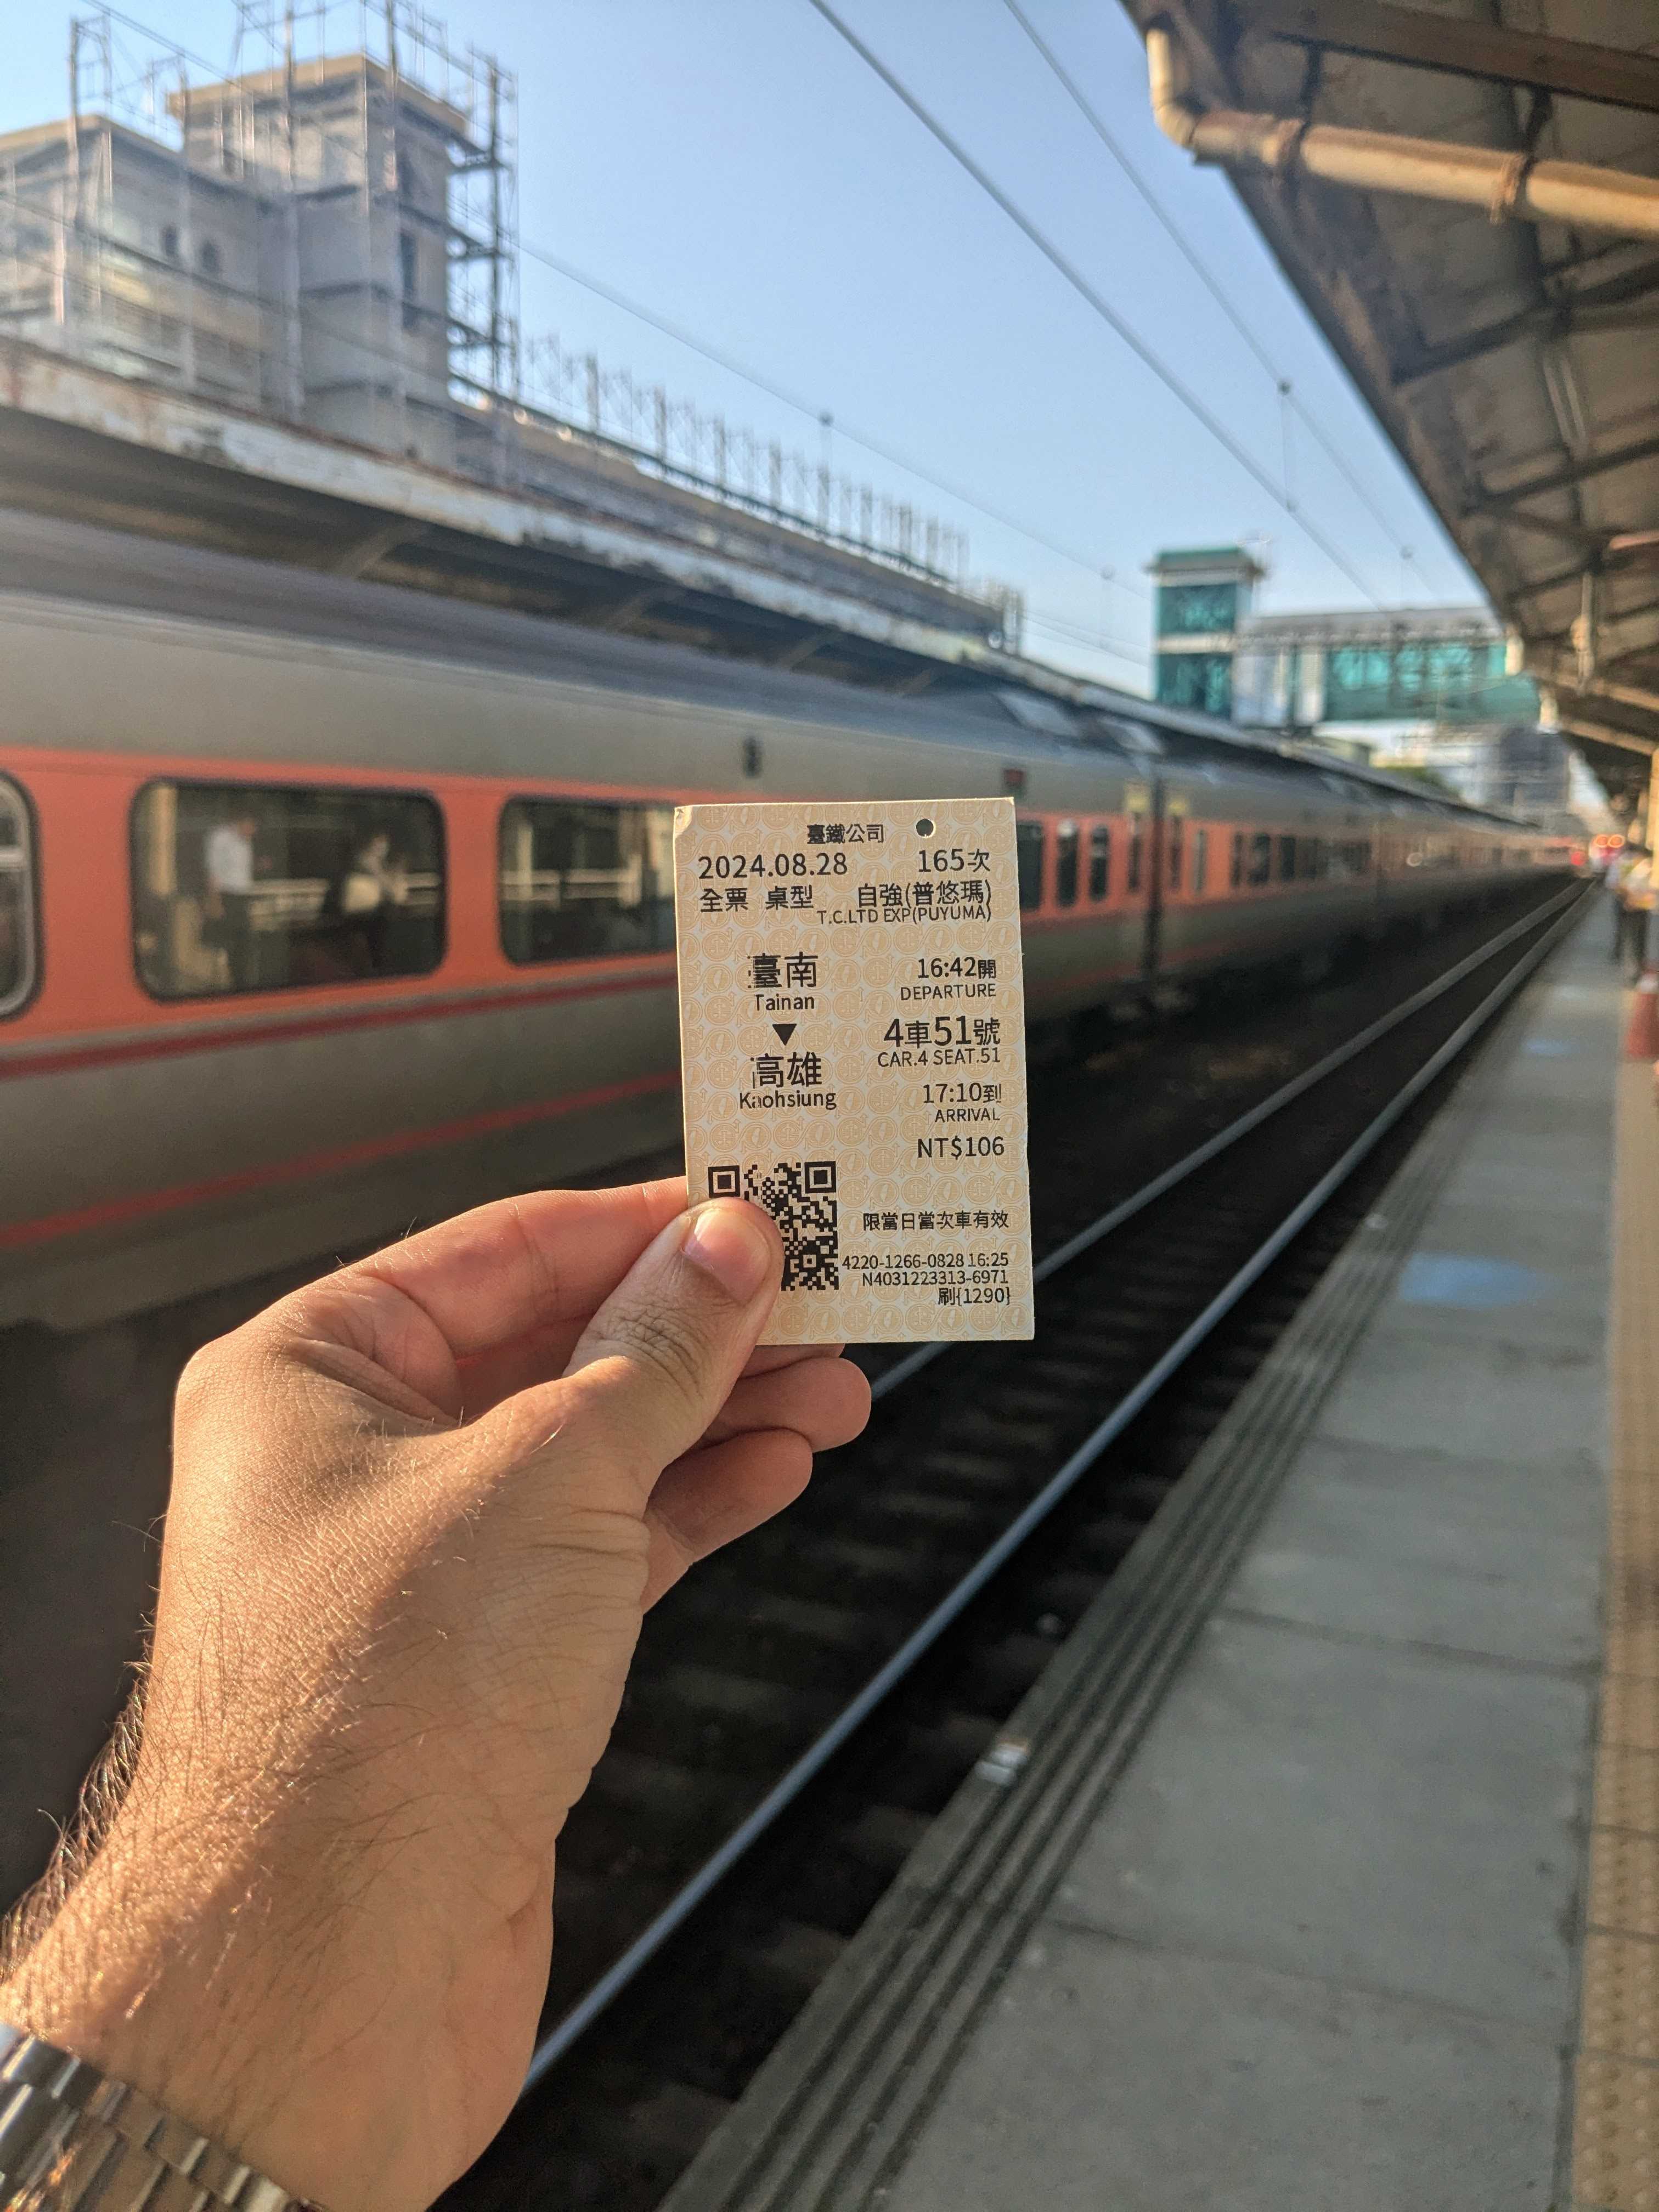 臺鐵公司
2024.08.28 165次
全票 桌型 自強(普悠瑪)
T.C.LTD EXP(PUYUMA)
臺南 16:42開
Tainan DEPARTURE
▼ 4車51號
CAR.4 SEAT.51
高雄
Kaohsiung 17:10到
ARRIVAL
NT$106
限當日當次車有效
4220-1266-0828 16:25
N4031223313-6971
刷{1290}